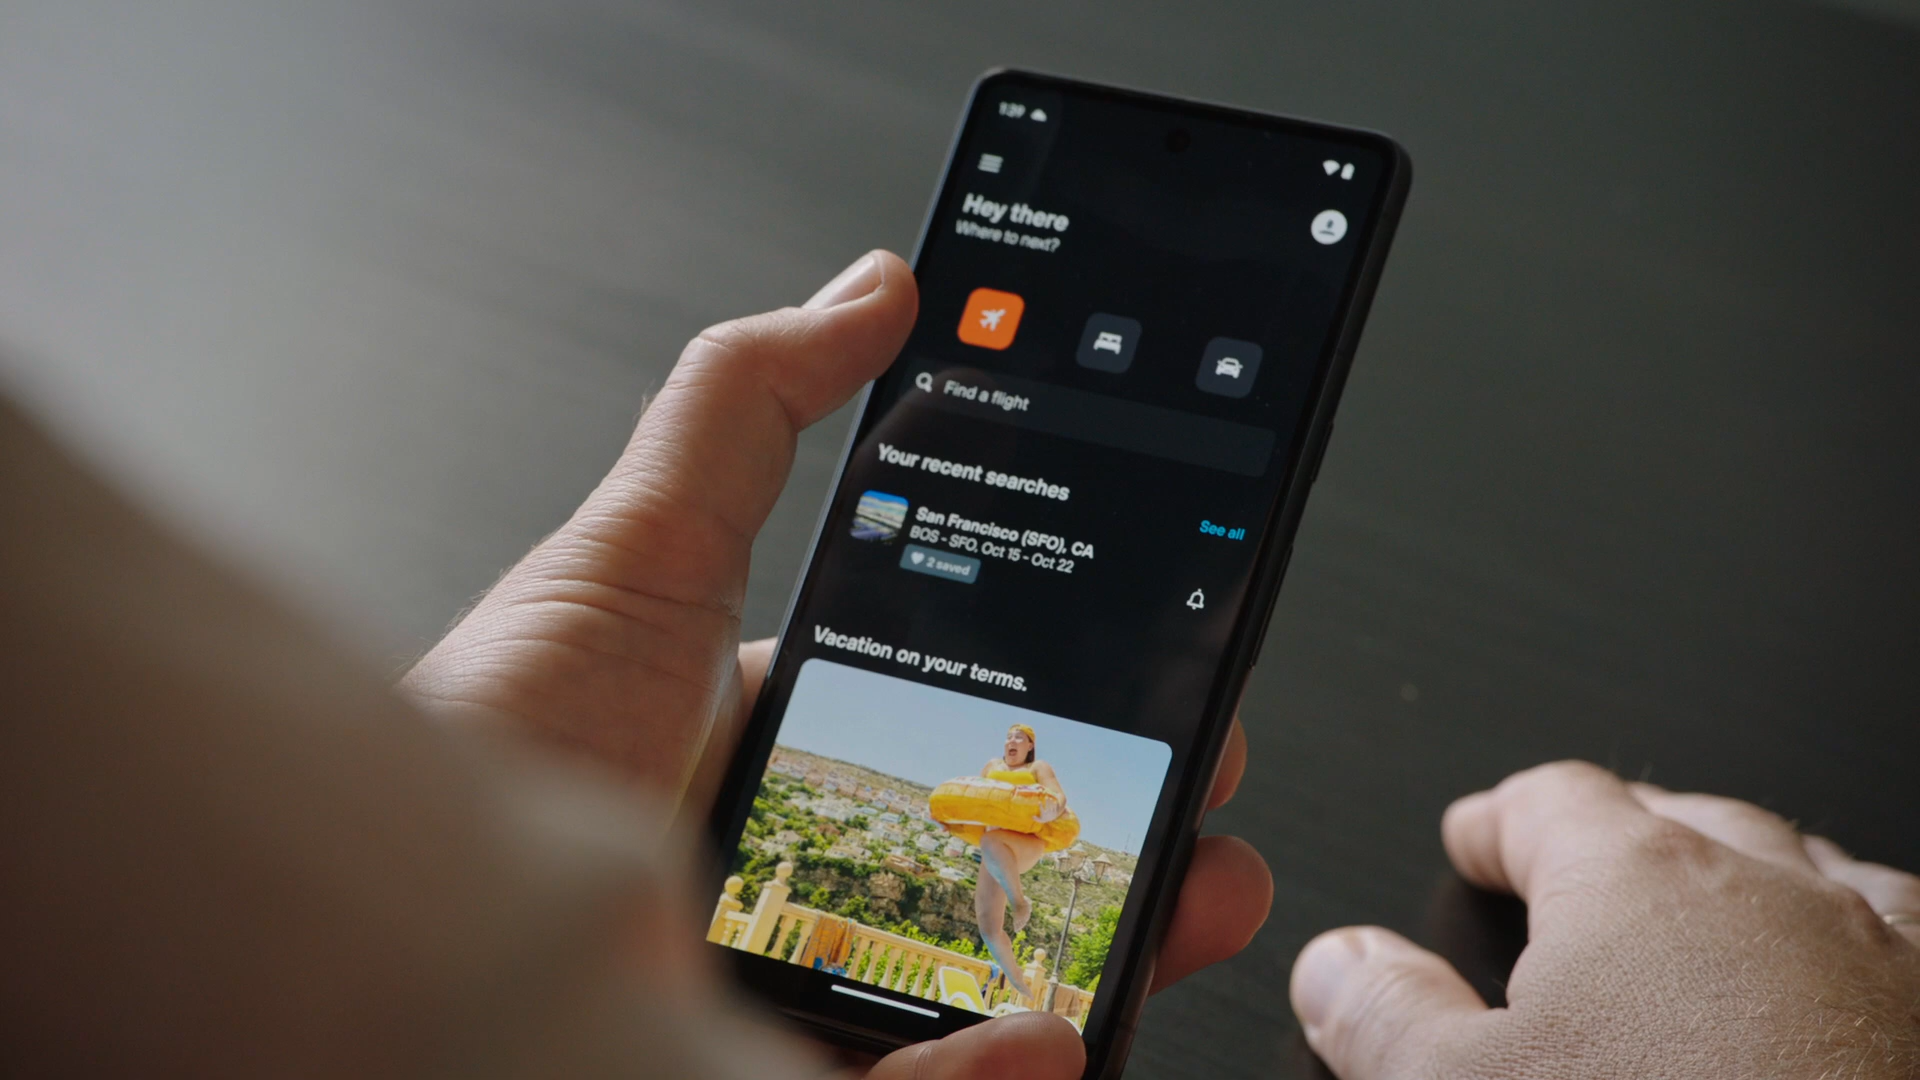 1:39
Hey there
Where to next?
Find a flight
Your recent searches
See all
San Francisco (SFO), CA
BOS - SFO, Oct 15 - Oct 22
2 saved
Vacation on your terms.